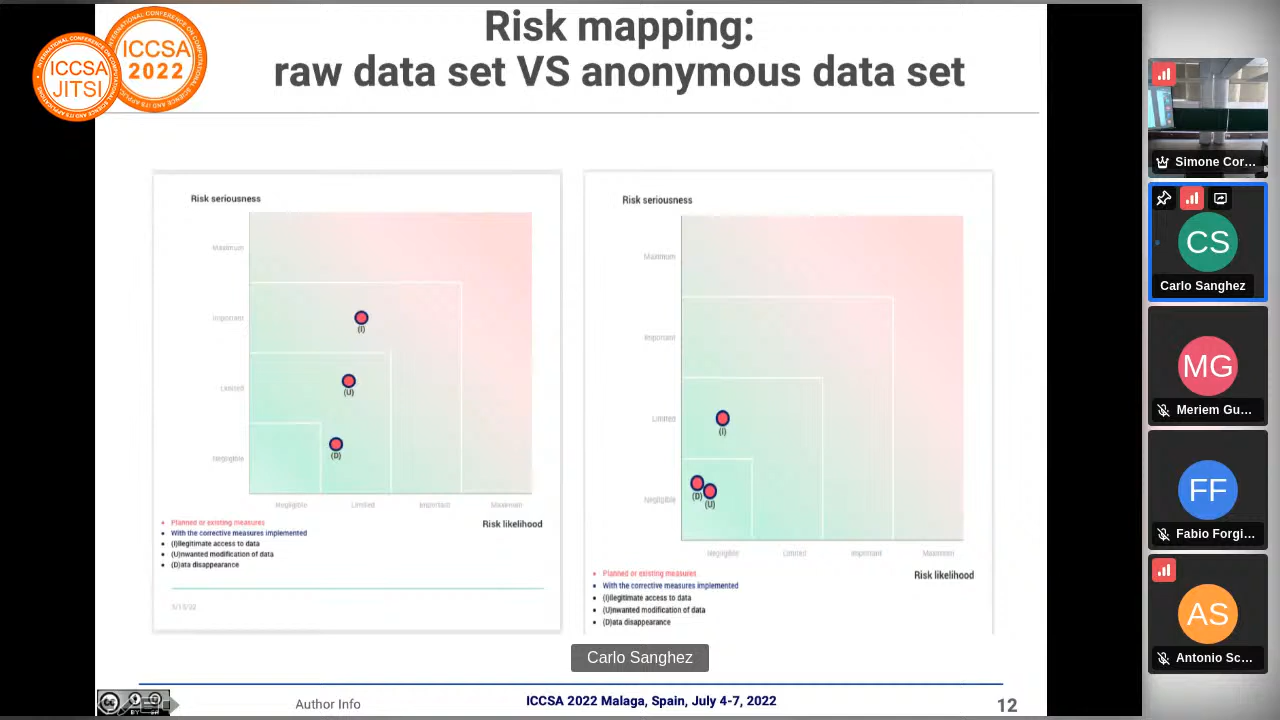 Risk mapping:
raw data set VS anonymous data set
ICCSA
JITSI
ICCSA
2022
Risk seriousness
Maximum
Important
Limited
Negligible
(I)
(U)
(D)
Negligible
Limited
Important
Maximum
Risk likelihood
Planned or existing measures
With the corrective measures implemented
(I)llegitimate access to data
(U)nwanted modification of data
(D)ata disappearance
Risk seriousness
Maximum
Important
Limited
Negligible
(I)
(D)
(U)
Negligible
Limited
Important
Maximum
Risk likelihood
Planned or existing measures
With the corrective measures implemented
(I)llegitimate access to data
(U)nwanted modification of data
(D)ata disappearance
Carlo Sanghez
Author Info
ICCSA 2022 Malaga, Spain, July 4-7, 2022
12
Simone Cor...
CS
Carlo Sanghez
MG
Meriem Gu...
FF
Fabio Forgi...
AS
Antonio Sc...